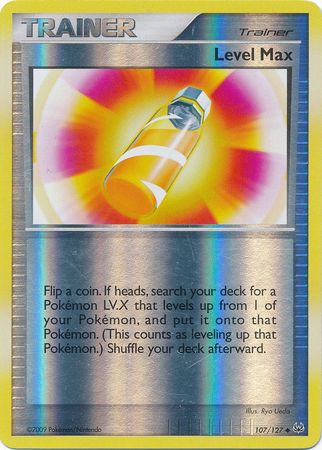 TRAINER
Trainer
Level Max
Flip a coin. If heads, search your deck for a
Pokémon LV.X that levels up from 1 of
your Pokémon, and put it onto that
Pokémon. (This counts as leveling up that
Pokémon.) Shuffle your deck afterward.
Illus. Ryo Ueda
©2009 Pokémon/Nintendo
107/127